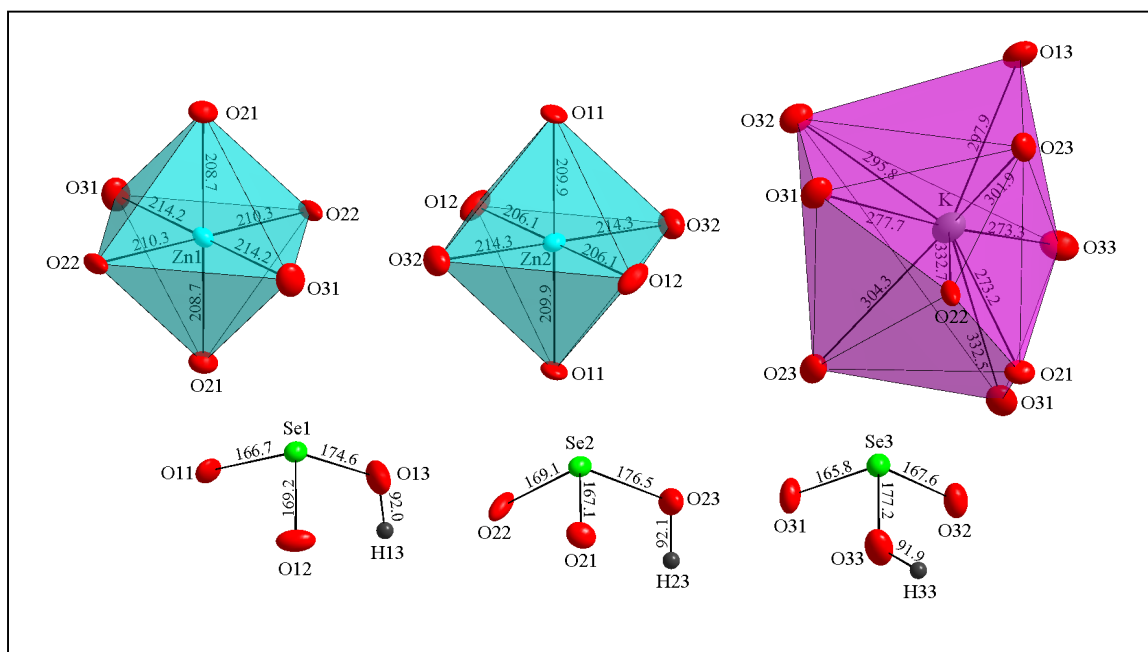 O21
208.7
O31
214.2
210.3
O22
210.3
Zn1
214.2
O22
O31
208.7
O21
O11
209.9
O12
206.1
214.3
O32
O32
214.3
Zn2
206.1
O12
209.9
O11
O13
O32
297.9
295.8
O23
301.9
O31
K
277.7
273.3
O33
332.7
273.2
O22
304.3
332.5
O23
O21
O31
Se1
166.7
174.6
O11
O13
169.2
92.0
H13
O12
Se2
169.1
176.5
167.1
O23
O22
92.1
O21
H23
Se3
165.8
167.6
177.2
O31
O32
O33
91.9
H33